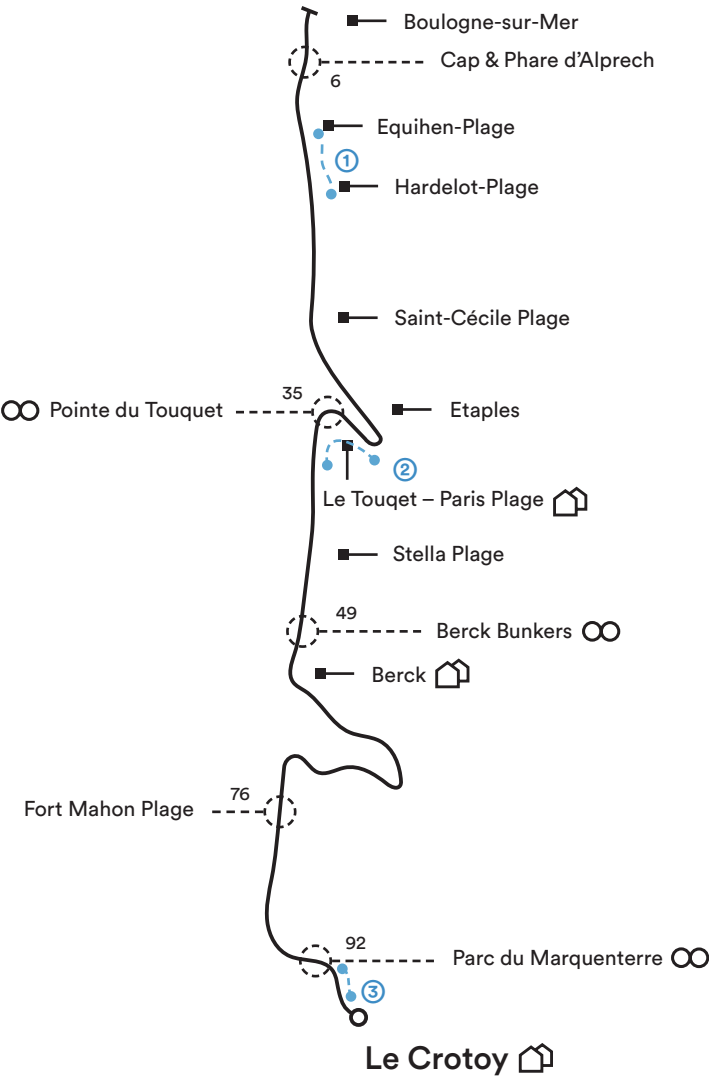 Boulogne-sur-Mer
Cap & Phare d’Alprech
6
Equihen-Plage
1
Hardelot-Plage
Saint-Cécile Plage
35
Pointe du Touquet
Etaples
2
Le Touqet – Paris Plage
Stella Plage
49
Berck Bunkers
Berck
76
Fort Mahon Plage
92
Parc du Marquenterre
3
Le Crotoy